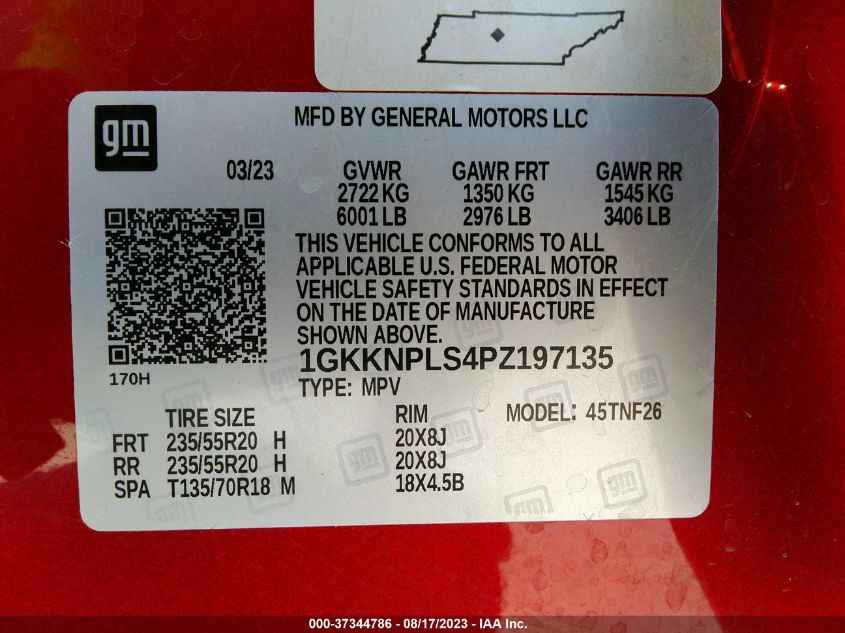 gm
MFD BY GENERAL MOTORS LLC
03/23 GVWR GAWR FRT GAWR RR
2722 KG 1350 KG 1545 KG
6001 LB 2976 LB 3406 LB
THIS VEHICLE CONFORMS TO ALL
APPLICABLE U.S. FEDERAL MOTOR
VEHICLE SAFETY STANDARDS IN EFFECT
ON THE DATE OF MANUFACTURE
SHOWN ABOVE.
1GKKNPLS4PZ197135
170H
TYPE: MPV
TIRE SIZE RIM MODEL: 45TNF26
FRT 235/55R20 H 20X8J
RR 235/55R20 H 20X8J
SPA T135/70R18 M 18X4.5B
000-37344786 - 08/17/2023 - IAA Inc.